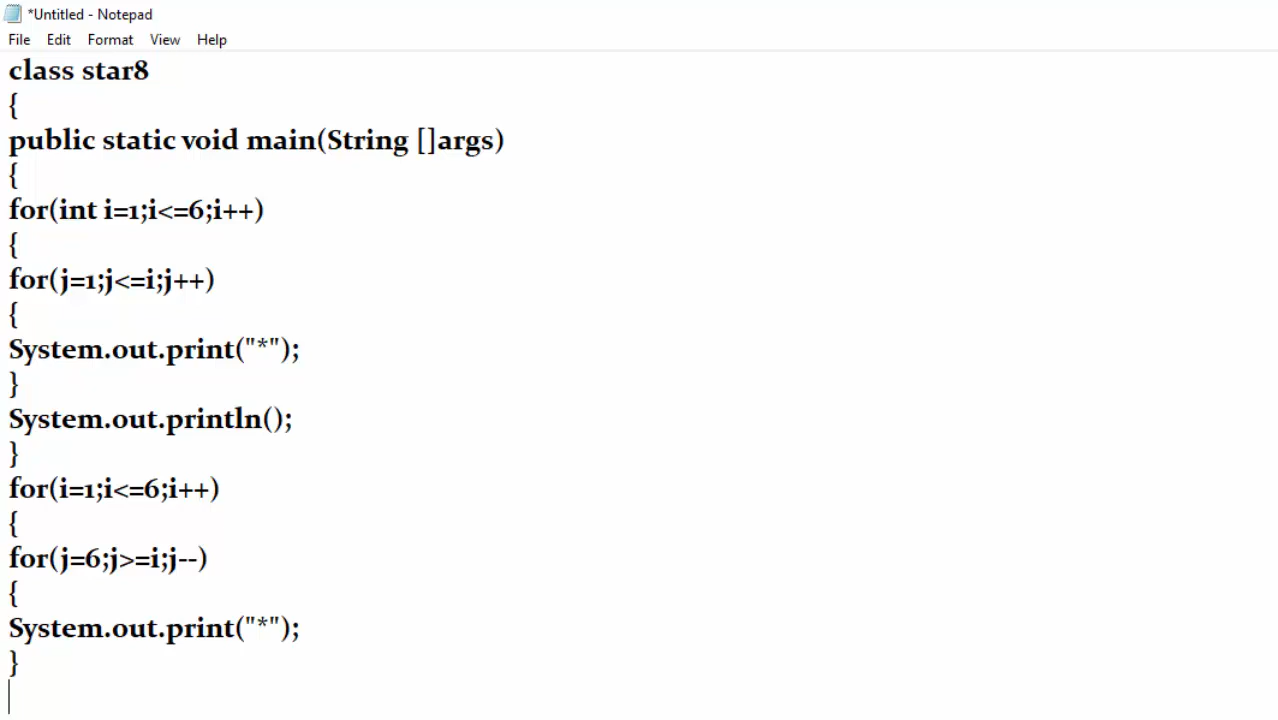 *Untitled - Notepad
File Edit Format View Help
class star8
{
public static void main(String []args)
{
for(int i=1;i<=6;i++)
{
for(j=1;j<=i;j++)
{
System.out.print("*");
}
System.out.println();
}
for(i=1;i<=6;i++)
{
for(j=6;j>=i;j--)
{
System.out.print("*");
}